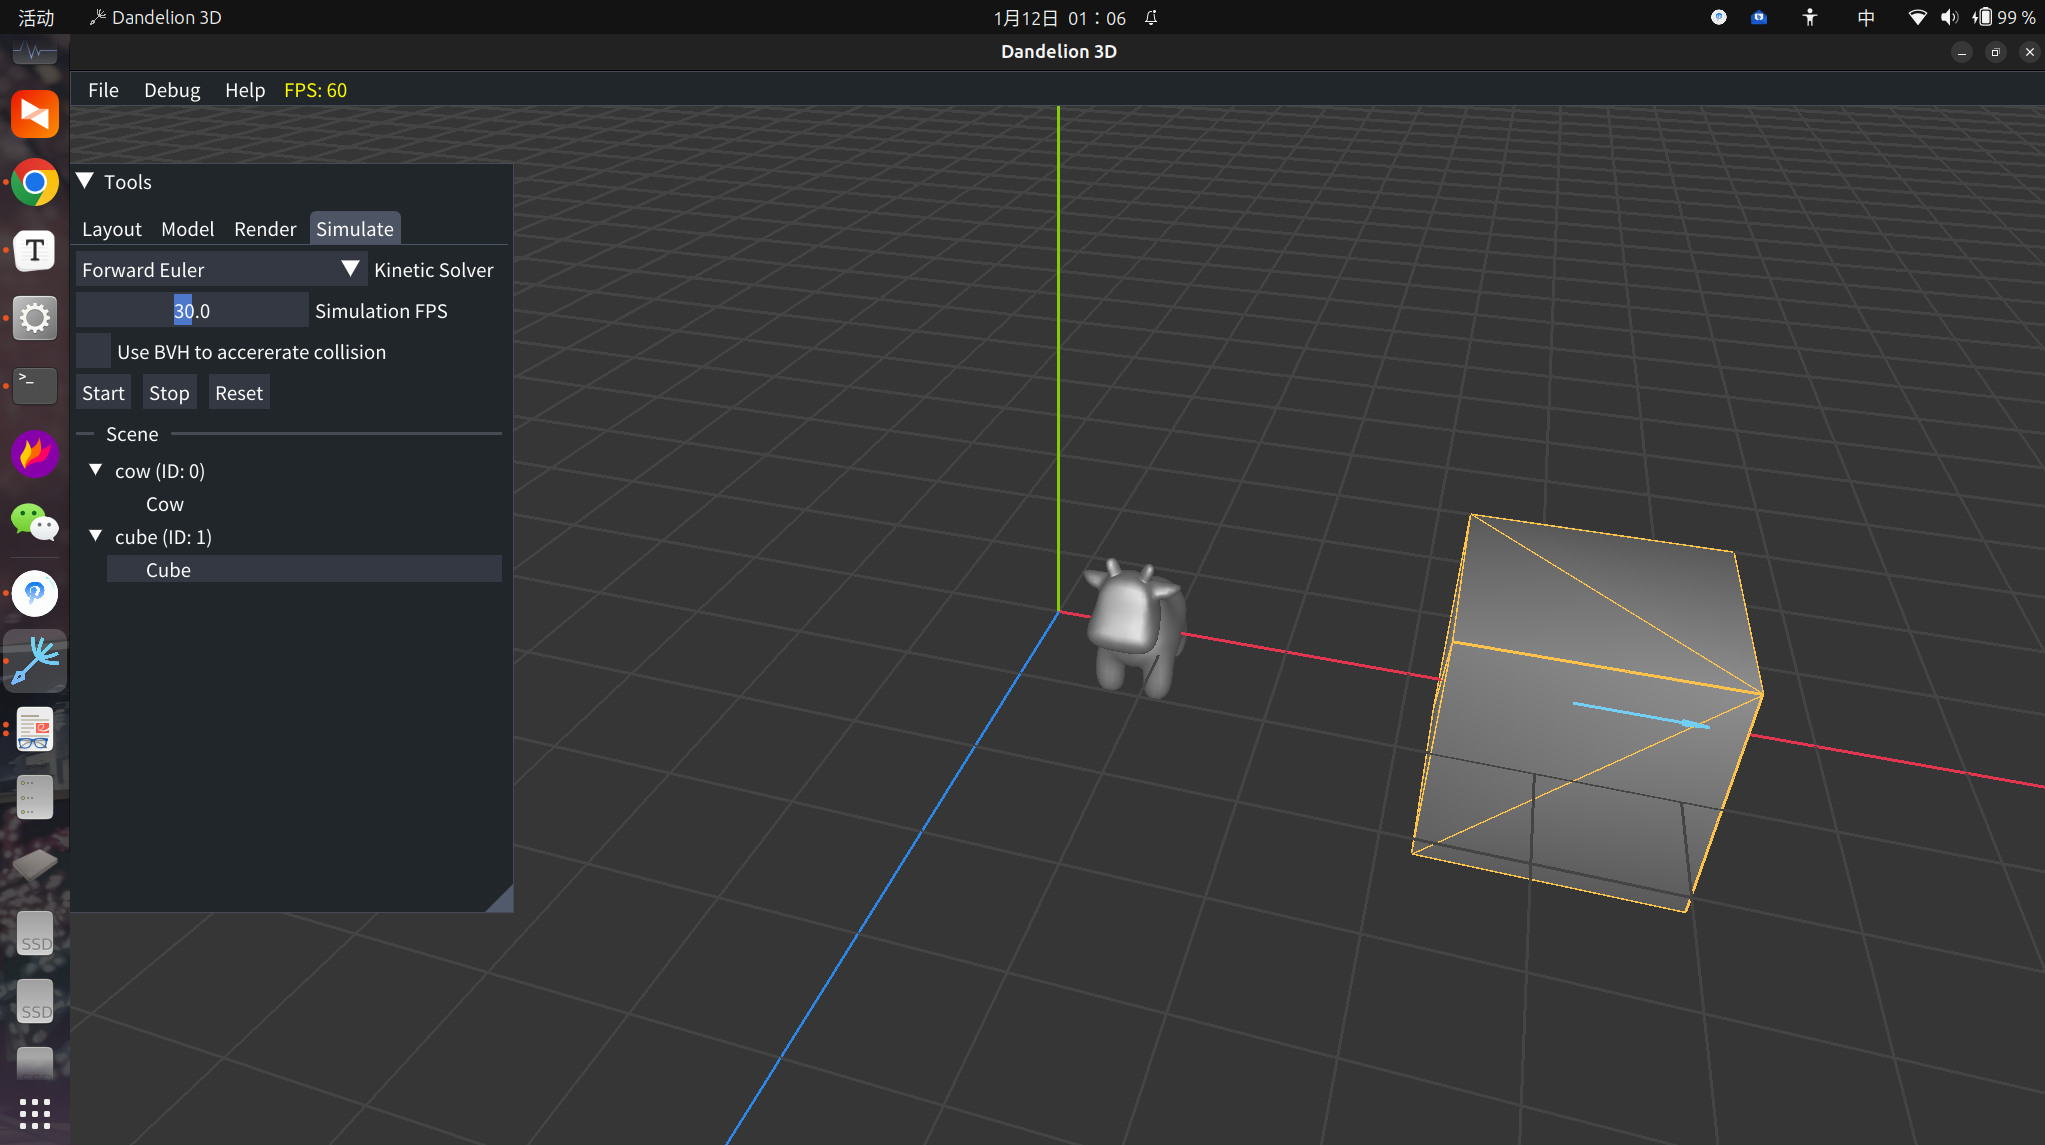 活动 Dandelion 3D 1月12日 01：06 中 99 %
Dandelion 3D
File Debug Help FPS: 60
Tools
Layout Model Render Simulate
Forward Euler Kinetic Solver
30.0 Simulation FPS
Use BVH to accererate collision
Start Stop Reset
Scene
cow (ID: 0)
Cow
cube (ID: 1)
Cube
T
>_
SSD
SSD